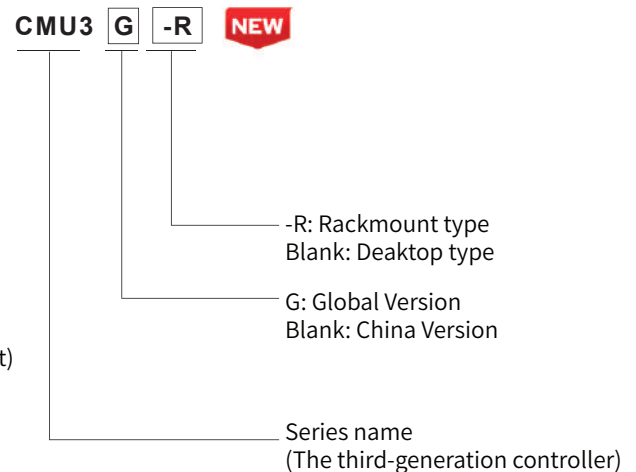 CMU3 G -R NEW
-R: Rackmount type
Blank: Deaktop type
G: Global Version
Blank: China Version
t)
Series name
(The third-generation controller)